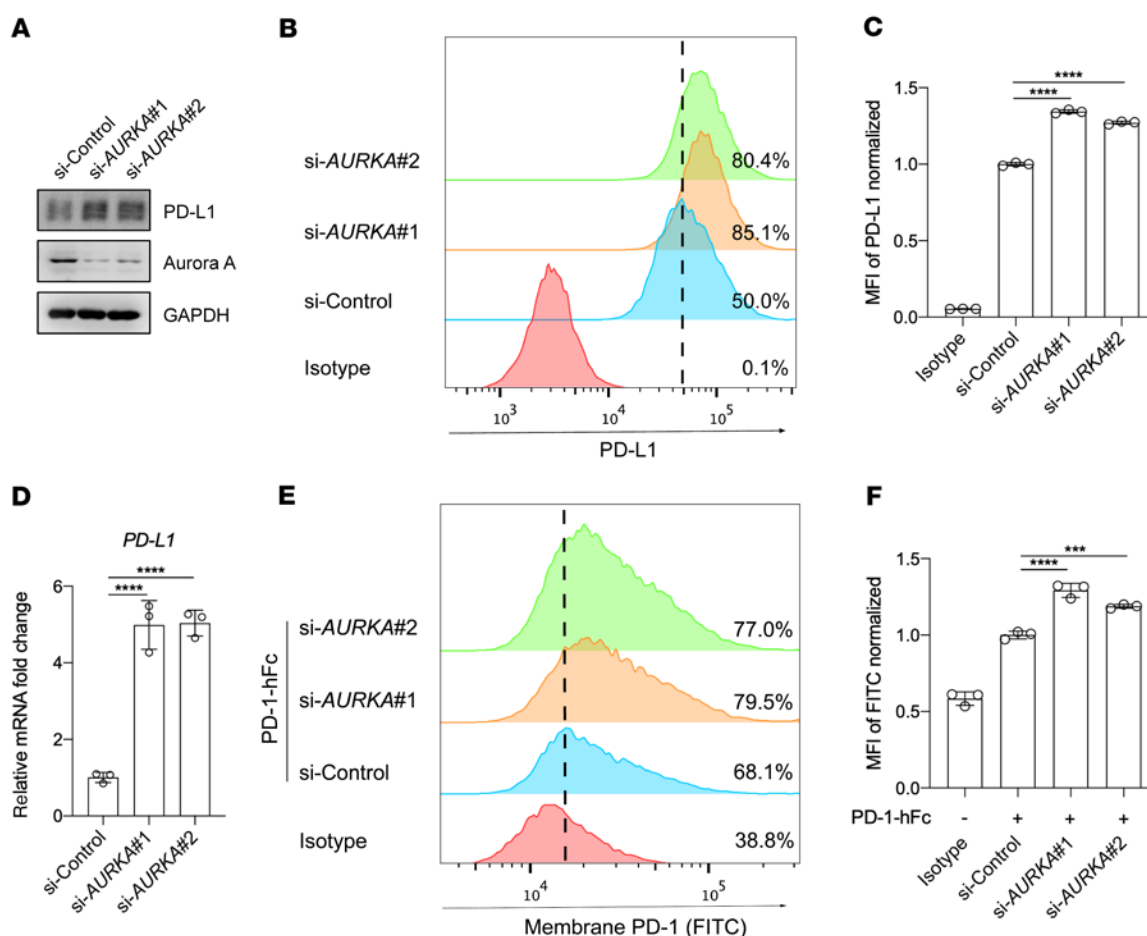 A
si-Control
si-AURKA#1
si-AURKA#2
PD-L1
Aurora A
GAPDH
B
si-AURKA#2
80.4%
si-AURKA#1
85.1%
si-Control
50.0%
Isotype
0.1%
10³
10⁴
10⁵
PD-L1
C
MFI of PD-L1 normalized
1.5
1.0
0.5
0.0
****
****
Isotype
si-Control
si-AURKA#1
si-AURKA#2
D
PD-L1
Relative mRNA fold change
6
4
2
0
****
****
si-Control
si-AURKA#1
si-AURKA#2
E
PD-1-hFc
si-AURKA#2
77.0%
si-AURKA#1
79.5%
si-Control
68.1%
Isotype
38.8%
10⁴
10⁵
Membrane PD-1 (FITC)
F
MFI of FITC normalized
1.5
1.0
0.5
0.0
***
****
PD-1-hFc - + + +
Isotype
si-Control
si-AURKA#1
si-AURKA#2